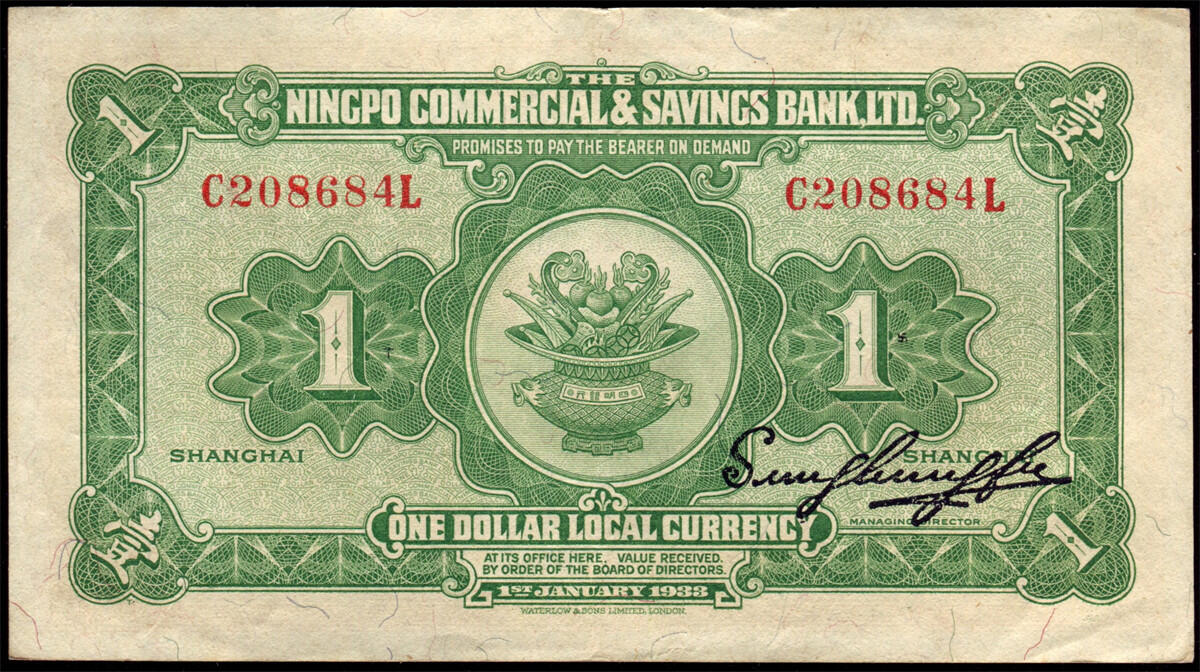 THE
NINGPO COMMERCIAL & SAVINGS BANK, LTD.
PROMISES TO PAY THE BEARER ON DEMAND
1
C208684L
C208684L
1
1
SHANGHAI
SHANGHAI
MANAGING DIRECTOR
ONE DOLLAR LOCAL CURRENCY
1
AT ITS OFFICE HERE, VALUE RECEIVED.
BY ORDER OF THE BOARD OF DIRECTORS.
1ST JANUARY 1933
WATERLOW & SONS LIMITED, LONDON.